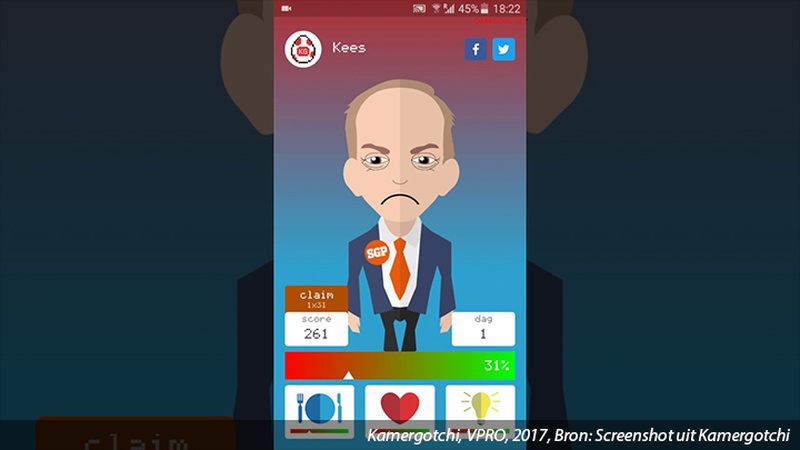 45% 18:22
KG
Kees
f
SGP
claim
1x31
score
261
dag
1
31%
claim
Kamergotchi, VPRO, 2017, Bron: Screenshot uit Kamergotchi